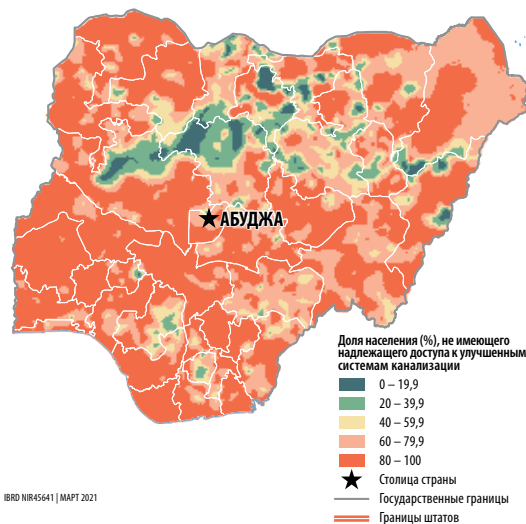 АБУДЖА
Доля населения (%), не имеющего
надлежащего доступа к улучшенным
системам канализации
0 – 19,9
20 – 39,9
40 – 59,9
60 – 79,9
80 – 100
Столица страны
Государственные границы
Границы штатов
IBRD NIR45641 | МАРТ 2021